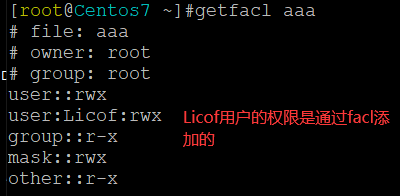 [root@Centos7 ~]#getfacl aaa
# file: aaa
# owner: root
# group: root
user::rwx
user:Licof:rwx
Licof用户的权限是通过facl添
加的
group::r-x
mask::rwx
other::r-x